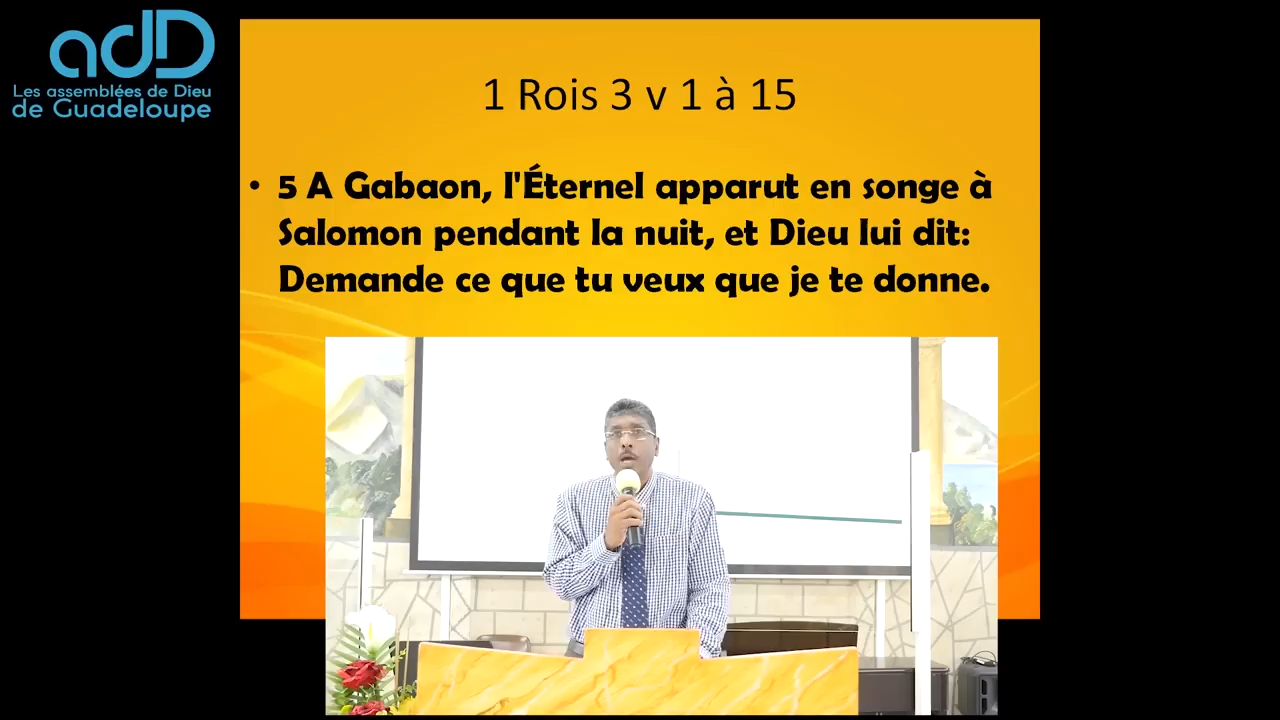 adD
Les assemblées de Dieu
de Guadeloupe
1 Rois 3 v 1 à 15
• 5 A Gabaon, l'Éternel apparut en songe à
Salomon pendant la nuit, et Dieu lui dit:
Demande ce que tu veux que je te donne.